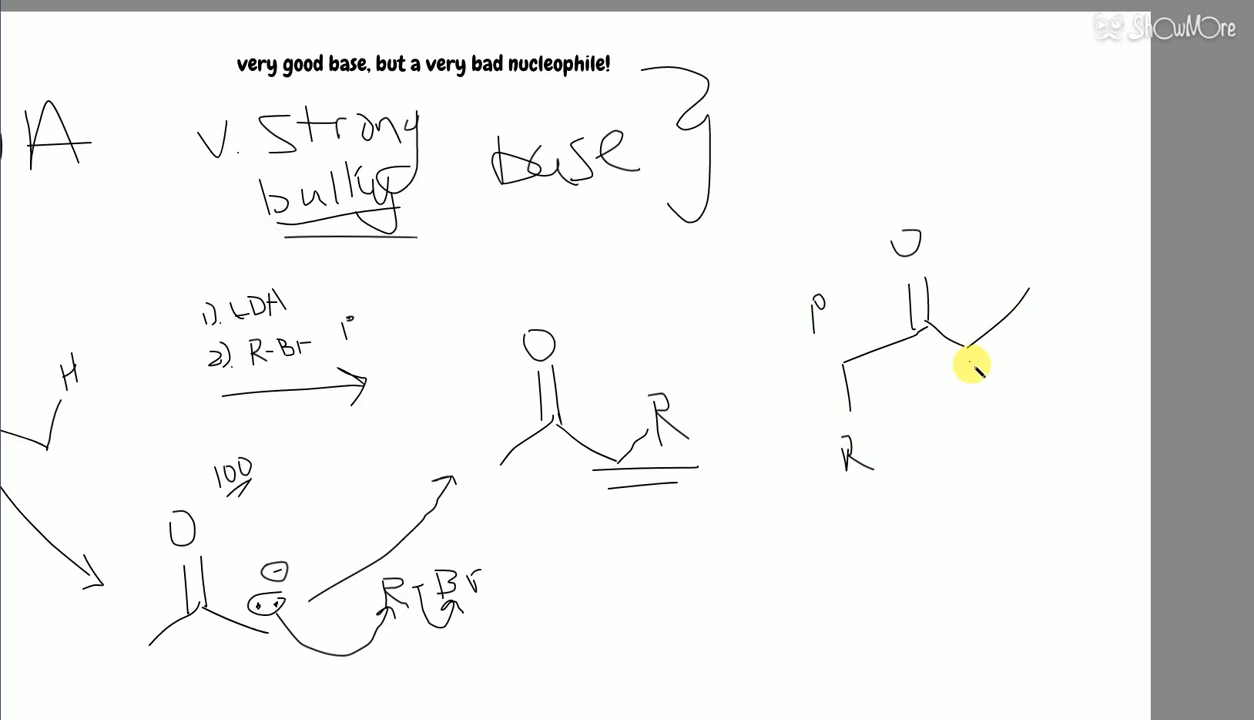 ShowMore
very good base, but a very bad nucleophile!
A v. Strong base
bulky
1). LDA
2). R-Br 1°
H
O
R
O
1°
R
100
O
⊖
R Br